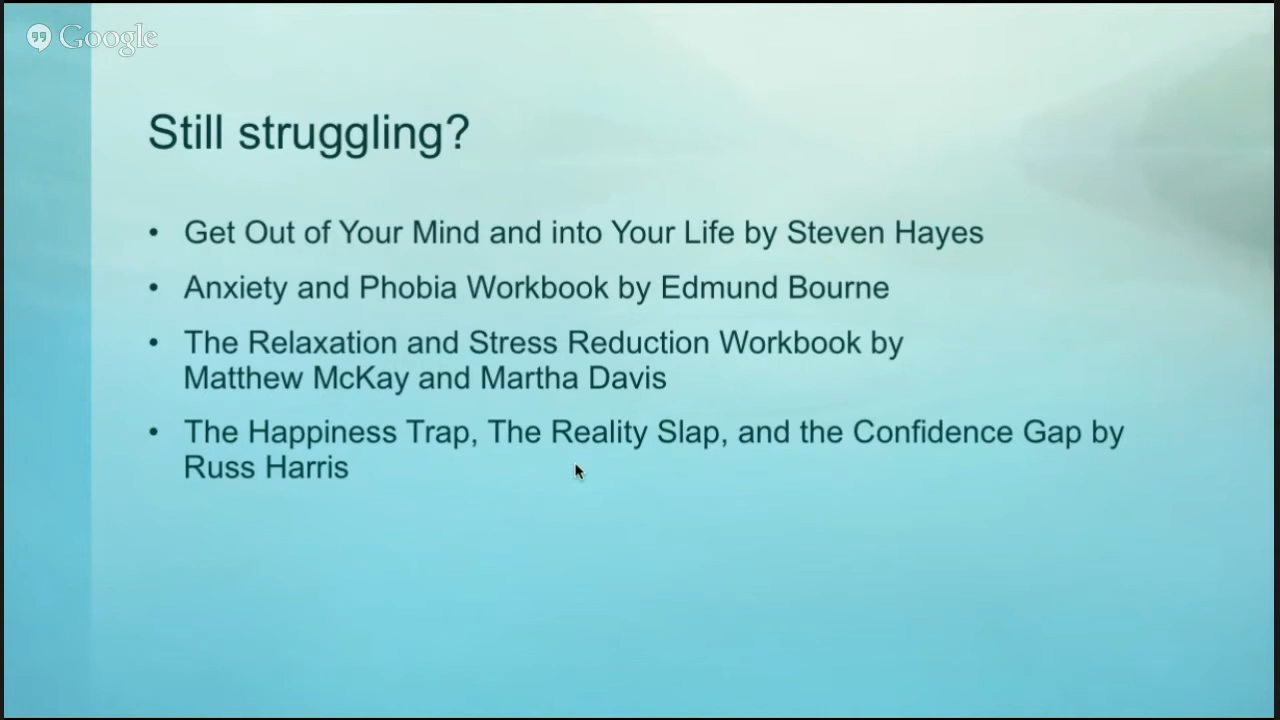 Google
Still struggling?
• Get Out of Your Mind and into Your Life by Steven Hayes
• Anxiety and Phobia Workbook by Edmund Bourne
• The Relaxation and Stress Reduction Workbook by
Matthew McKay and Martha Davis
• The Happiness Trap, The Reality Slap, and the Confidence Gap by
Russ Harris